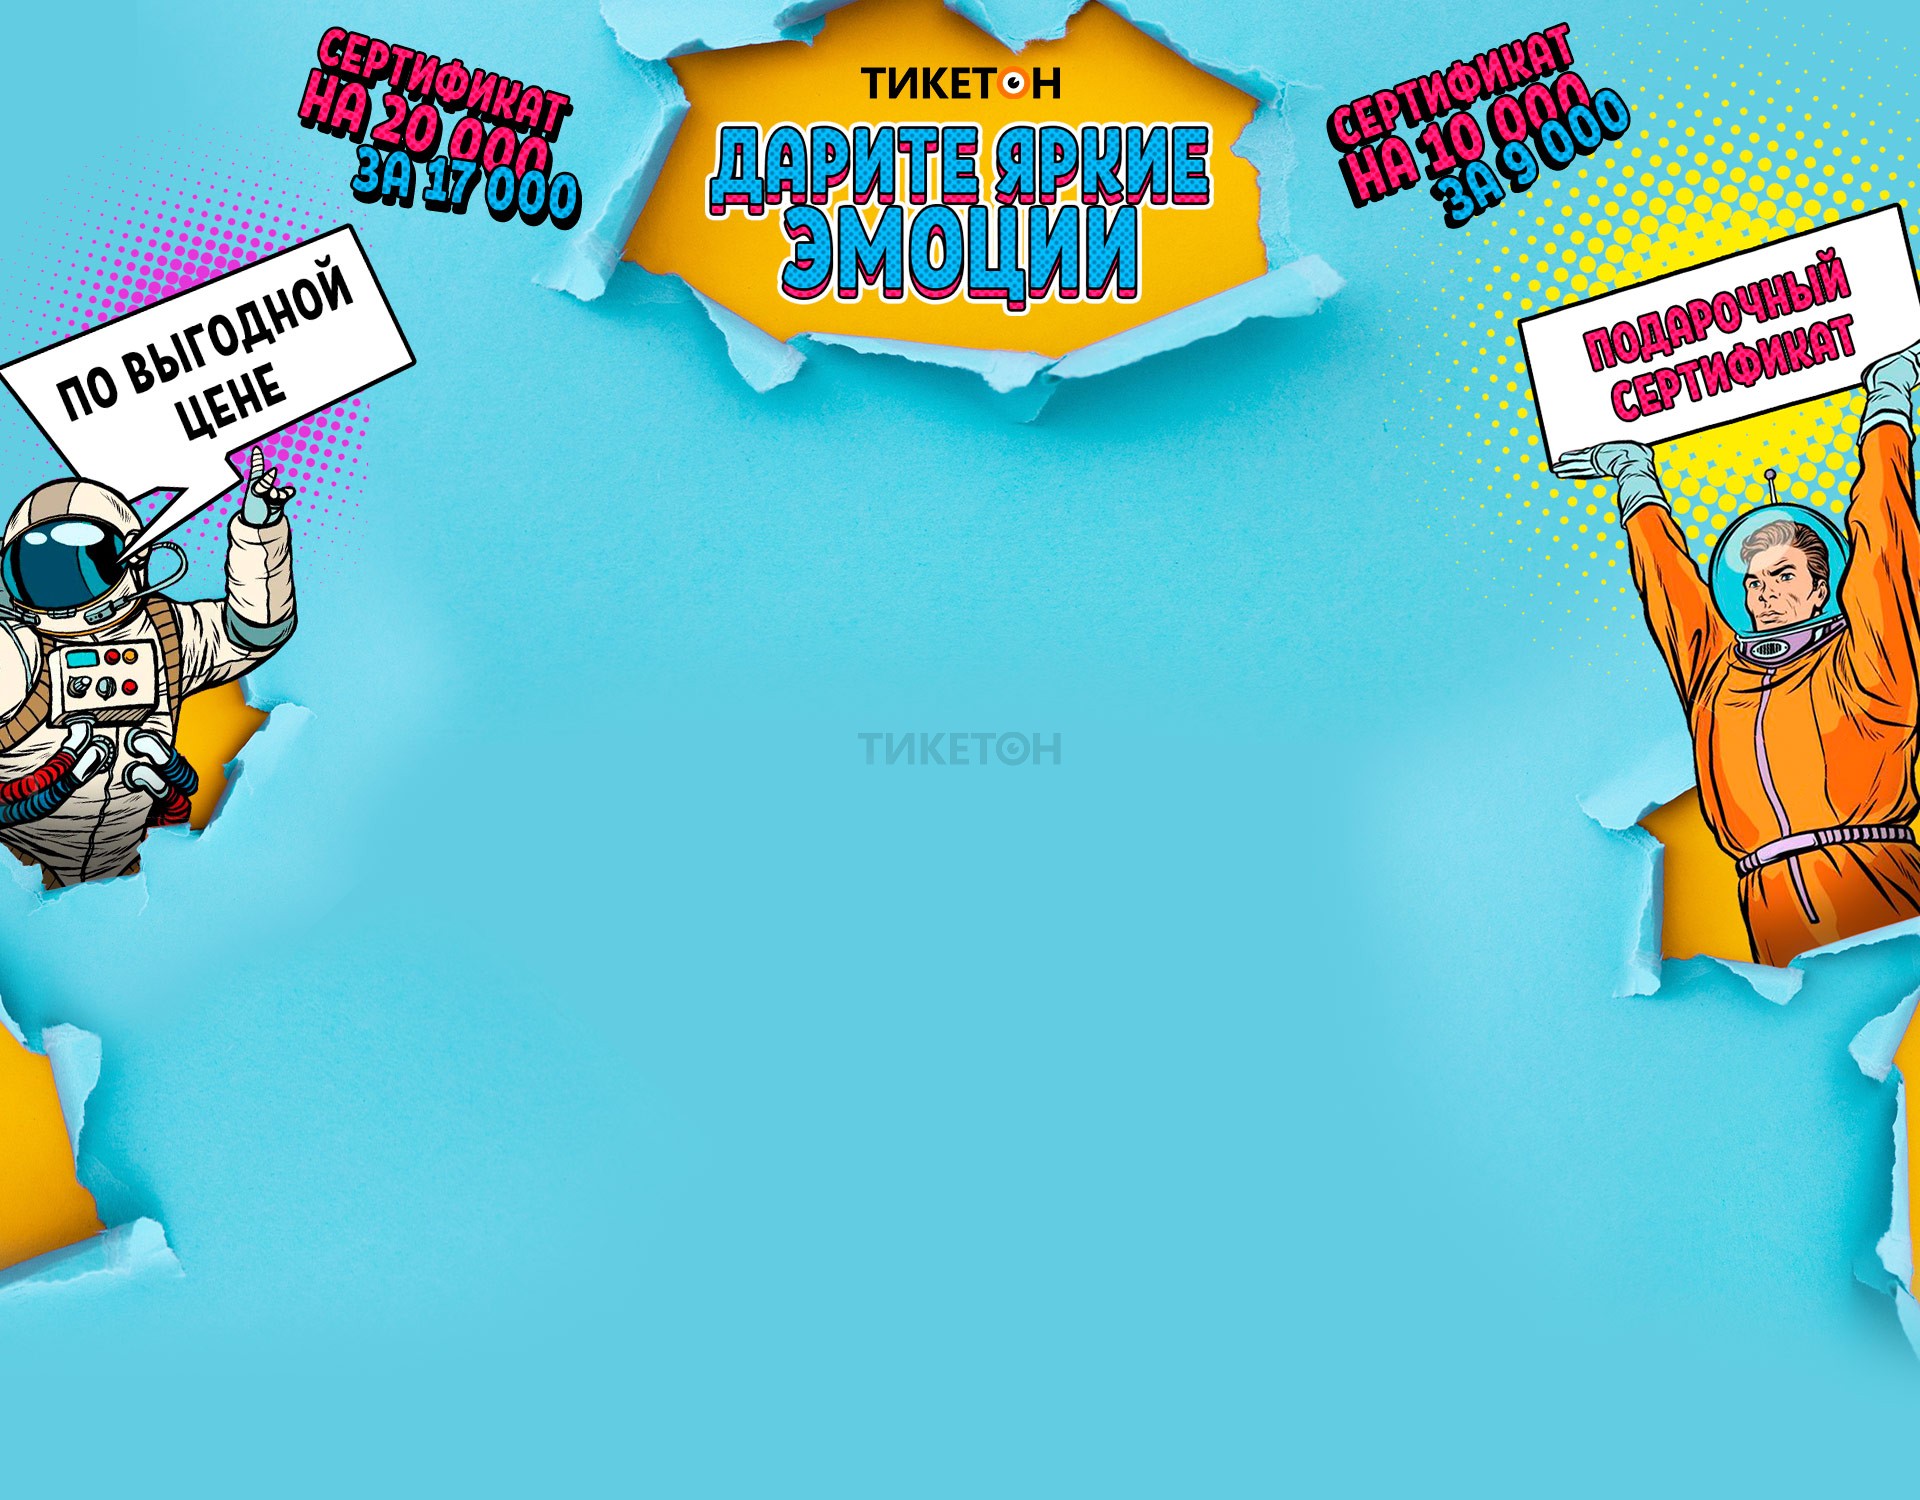 СЕРТИФИКАТ
НА 20 000
ЗА 17 000
ТИКЕТОН
ДАРИТЕ ЯРКИЕ
ЭМОЦИИ
СЕРТИФИКАТ
НА 10 000
ЗА 9 000
ПО ВЫГОДНОЙ
ЦЕНЕ
ПОДАРОЧНЫЙ
СЕРТИФИКАТ
ТИКЕТОН